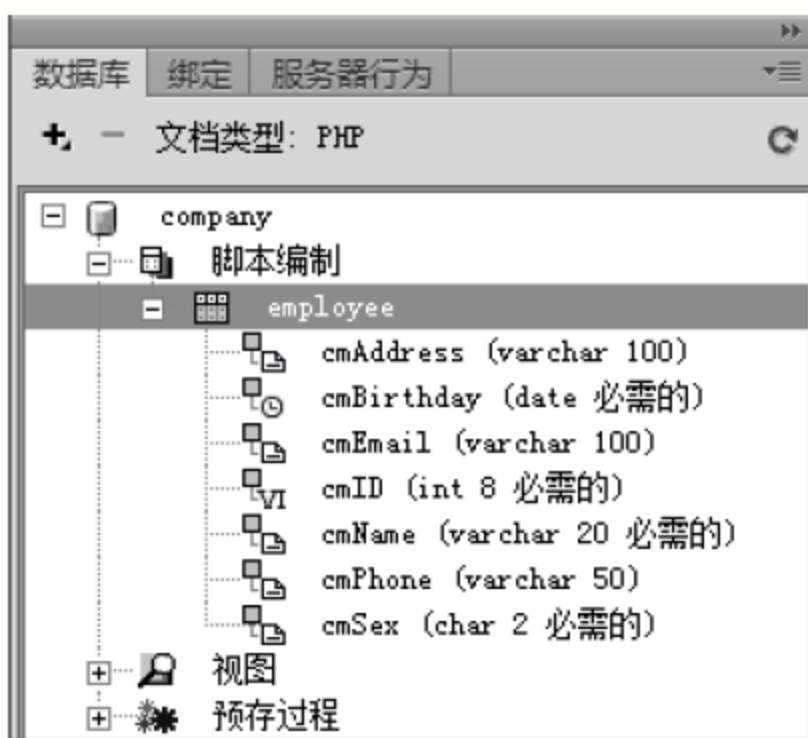 数据库 绑定 服务器行为
文档类型: PHP
company
脚本编制
employee
cmAddress (varchar 100)
cmBirthday (date 必需的)
cmEmail (varchar 100)
cmID (int 8 必需的)
cmName (varchar 20 必需的)
cmPhone (varchar 50)
cmSex (char 2 必需的)
视图
预存过程